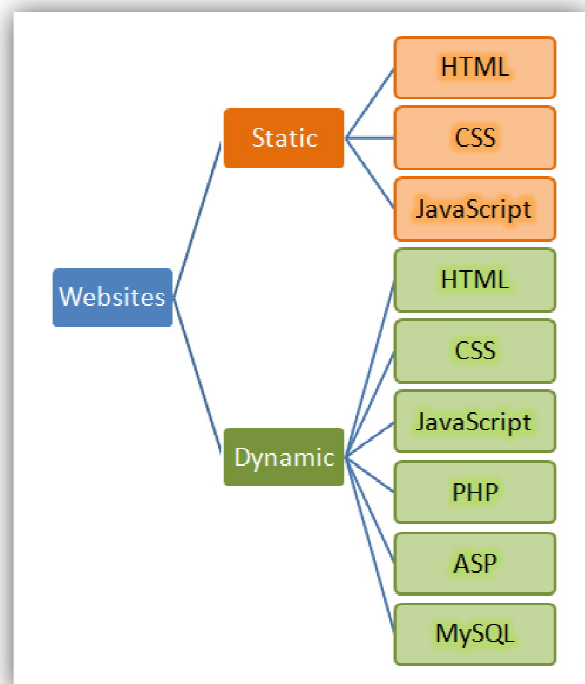 Websites
Static
HTML
CSS
JavaScript
Dynamic
HTML
CSS
JavaScript
PHP
ASP
MySQL